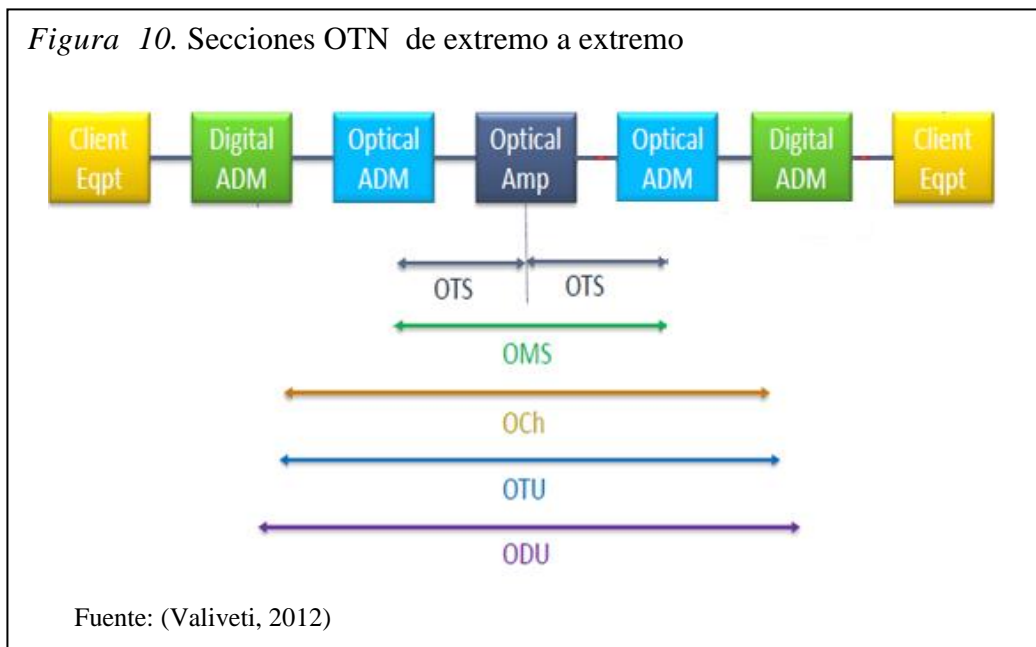 Figura 10. Secciones OTN de extremo a extremo
Client Eqpt
Digital ADM
Optical ADM
Optical Amp
Optical ADM
Digital ADM
Client Eqpt
OTS
OTS
OMS
OCh
OTU
ODU
Fuente: (Valiveti, 2012)